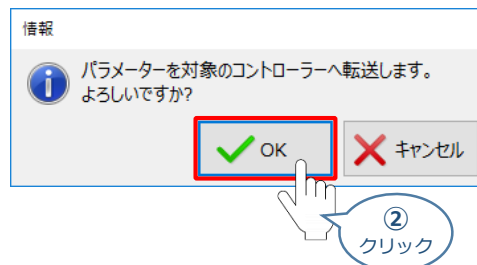 情報
パラメーターを対象のコントローラーへ転送します。
よろしいですか?
OK
キャンセル
②
クリック